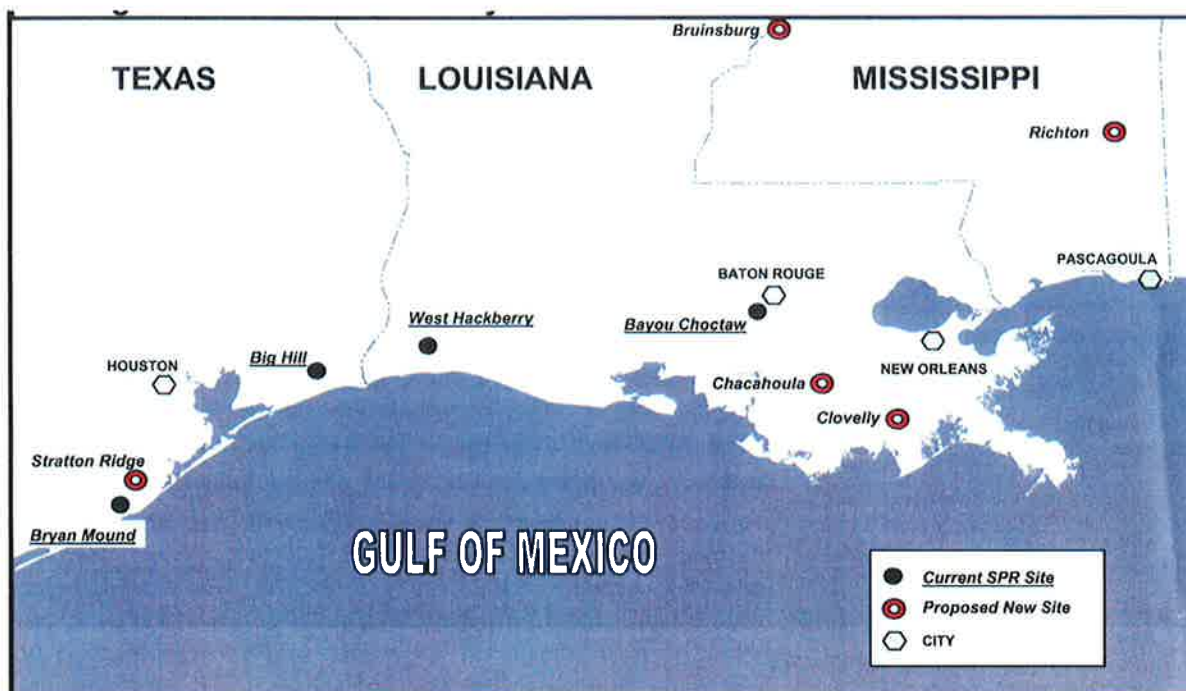 Bruinsburg
TEXAS
LOUISIANA
MISSISSIPPI
Richton
PASCAGOULA
BATON ROUGE
West Hackberry
Bayou Choctaw
Big Hill
HOUSTON
NEW ORLEANS
Chacahoula
Clovelly
Stratton Ridge
Bryan Mound
GULF OF MEXICO
Current SPR Site
Proposed New Site
CITY